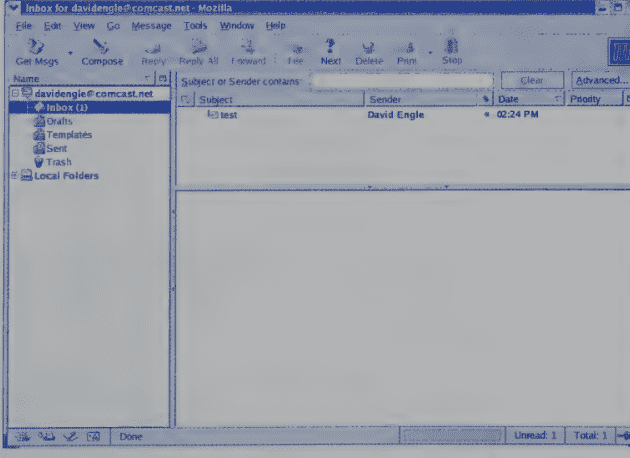 Inbox for davidengle@comcast.net - Mozilla
File Edit View Go Message Tools Window Help
Get Msgs Compose Reply Reply All Forward File Next Delete Print Stop
Name
Subject or Sender contains: Clear Advanced...
Subject Sender Date Priority
davidengle@comcast.net
Inbox (1)
test David Engle 02:24 PM
Drafts
Templates
Sent
Trash
Local Folders
Done Unread: 1 Total: 1